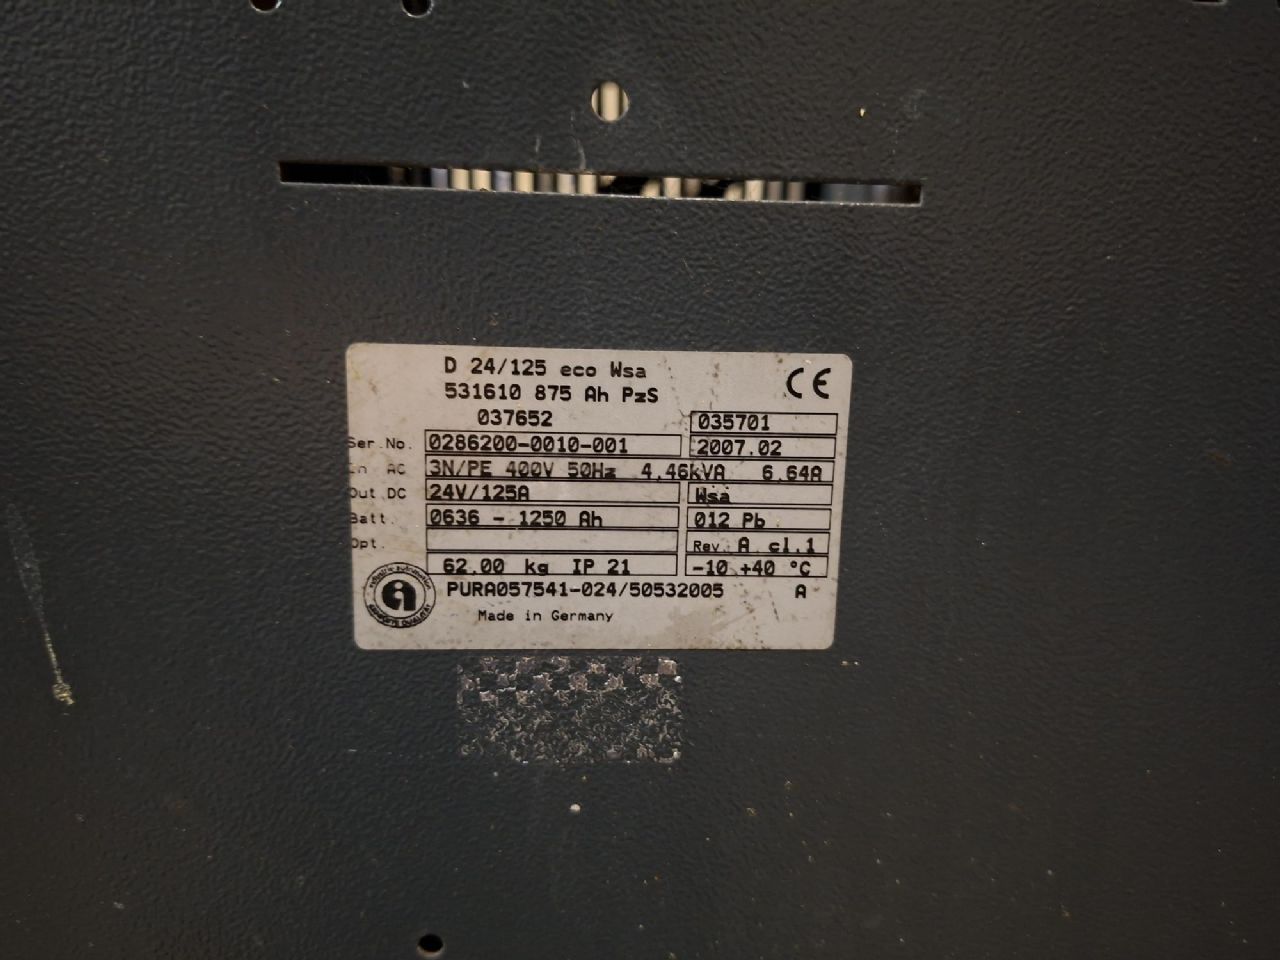 D 24/125 eco Wsa
531610 875 Ah PzS
CE
037652 035701
Ser.No. 0286200-0010-001 2007.02
In AC 3N/PE 400V 50Hz 4,46kVA 6,64A
Out DC 24V/125A Wsa
Batt. 0636 - 1250 Ah 012 Pb
Opt. Rev. A cl.1
62.00 kg IP 21 -10 +40 °C
PURA057541-024/50532005 A
Made in Germany